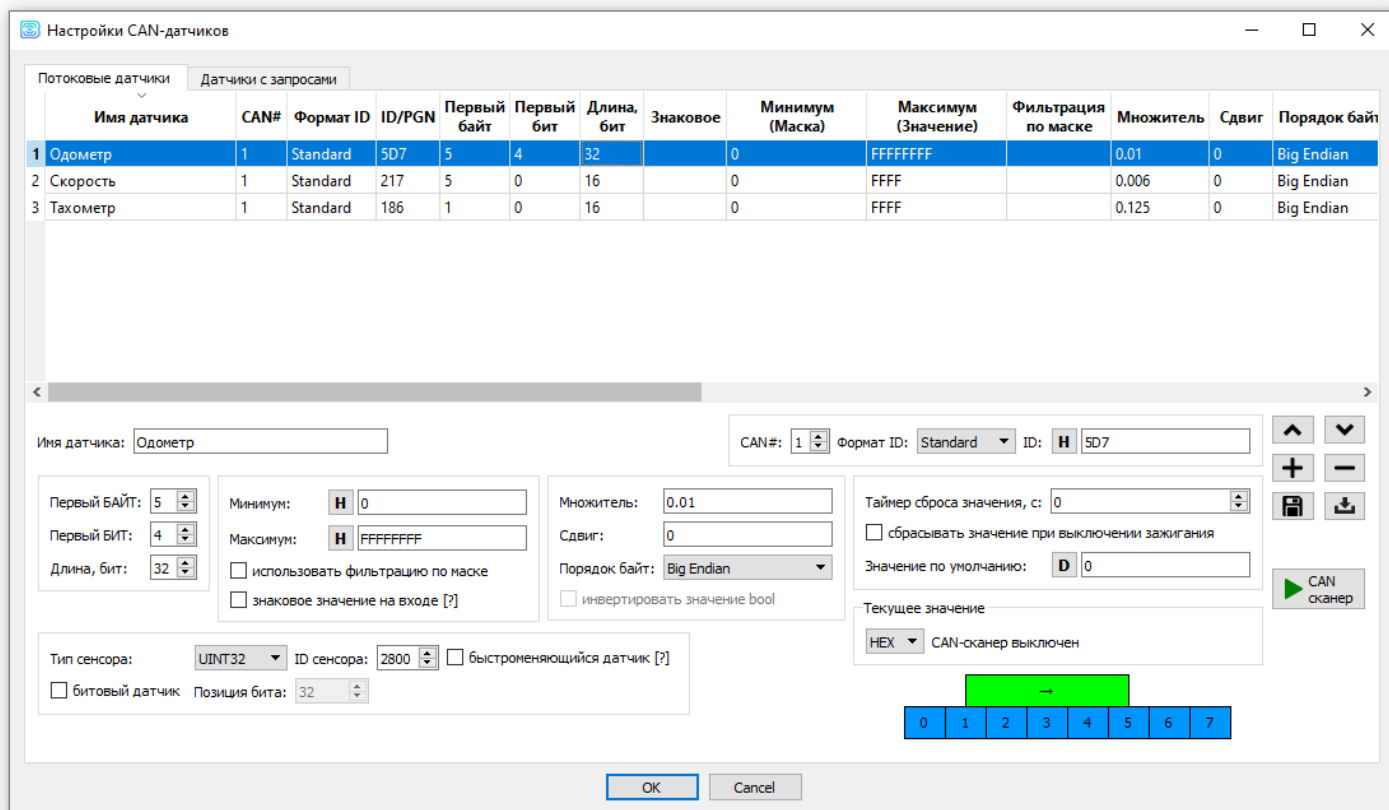 Настройки CAN-датчиков
Потоковые датчики Датчики с запросами
Имя датчика CAN# Формат ID ID/PGN Первый байт Первый бит Длина, бит Знаковое Минимум (Маска) Максимум (Значение) Фильтрация по маске Множитель Сдвиг Порядок байт
1 Одометр 1 Standard 5D7 5 4 32 0 FFFFFFFF 0.01 0 Big Endian
2 Скорость 1 Standard 217 5 0 16 0 FFFF 0.006 0 Big Endian
3 Тахометр 1 Standard 186 1 0 16 0 FFFF 0.125 0 Big Endian
Имя датчика: Одометр CAN#: 1 Формат ID: Standard ID: H 5D7
Первый БАЙТ: 5
Первый БИТ: 4
Длина, бит: 32
Минимум: H 0
Максимум: H FFFFFFFF
использовать фильтрацию по маске
знаковое значение на входе [?]
Множитель: 0.01
Сдвиг: 0
Порядок байт: Big Endian
инвертировать значение bool
Таймер сброса значения, с: 0
сбрасывать значение при выключении зажигания
Значение по умолчанию: D 0
CAN
сканер
Текущее значение
HEX CAN-сканер выключен
Тип сенсора: UINT32 ID сенсора: 2800 быстроменяющийся датчик [?]
битовый датчик Позиция бита: 32
→
0 1 2 3 4 5 6 7
OK Cancel